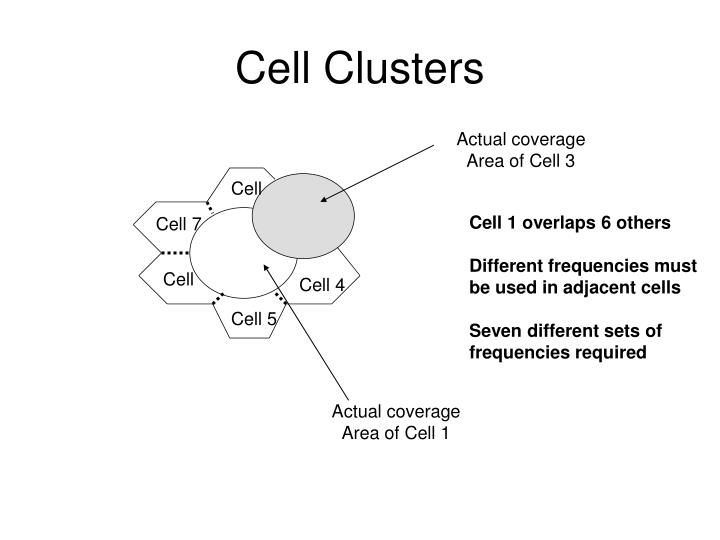 Cell Clusters
Actual coverage
Area of Cell 3
Cell
Cell 7
Cell 1 overlaps 6 others
Different frequencies must
be used in adjacent cells
Cell
Cell 4
Cell 5
Seven different sets of
frequencies required
Actual coverage
Area of Cell 1